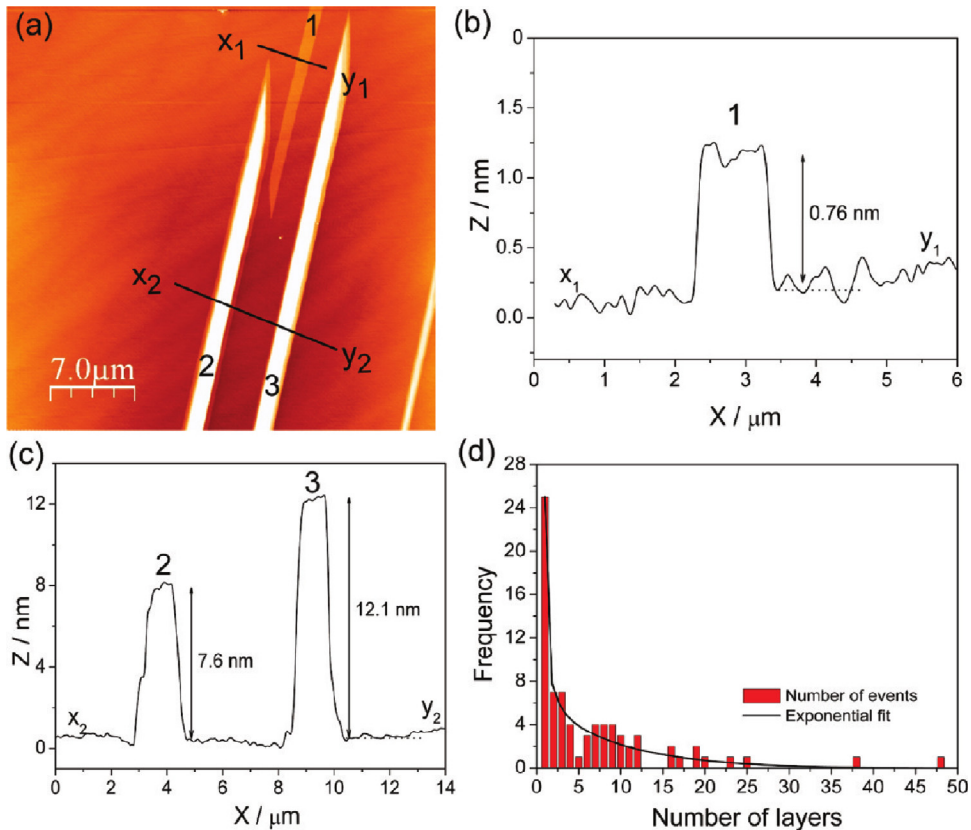 (a)
1
x1
y1
x2
y2
2
3
7.0μm
(b)
0
1.5
1.0
0.5
0.0
Z / nm
1
0.76 nm
x1
y1
0 1 2 3 4 5 6
X / μm
(c)
12
8
4
0
Z / nm
2
3
7.6 nm
12.1 nm
x2
y2
0 2 4 6 8 10 12 14
X / μm
(d)
28
24
20
16
12
8
4
0
Frequency
Number of events
Exponential fit
0 5 10 15 20 25 30 35 40 45 50
Number of layers